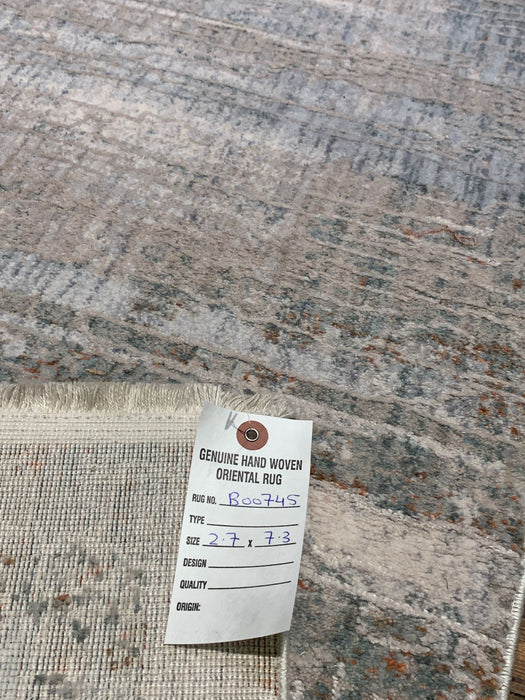 K
GENUINE HAND WOVEN
ORIENTAL RUG
RUG NO. B00745
TYPE
SIZE 2.7 x 7.3
DESIGN
QUALITY
ORIGIN: